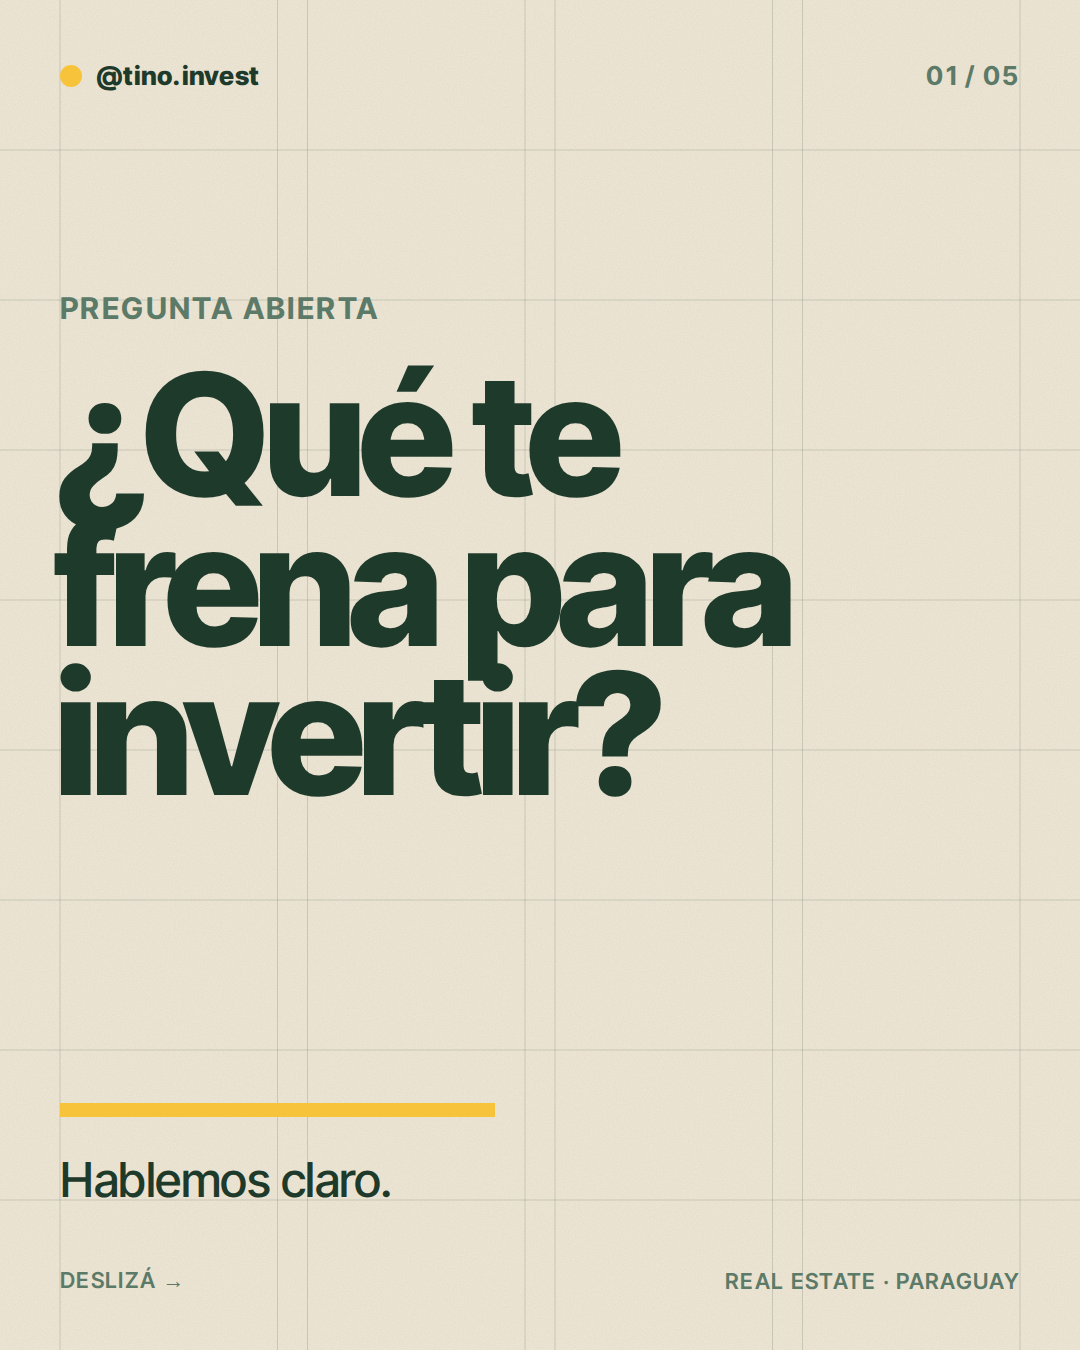 @tino.invest
01 / 05
PREGUNTA ABIERTA
¿Qué te
frena para
invertir?
Hablemos claro.
DESLIZÁ →
REAL ESTATE · PARAGUAY